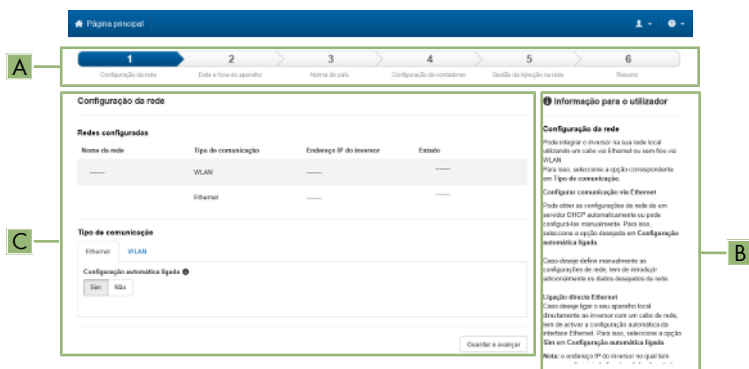 Página principal
A
1 2 3 4 5 6
Configuração da rede Data e hora do aparelho Norma do país Configuração de contadores Gestão da injecção na rede Resumo
C
Configuração da rede
Redes configuradas
Nome da rede Tipo de comunicação Endereço IP do inversor Estado
------ WLAN ------ ------
Ethernet ------ ------
Tipo de comunicação
Ethernet WLAN
Configuração automática ligada
Sim Não
Guardar e avançar
B
Informação para o utilizador
Configuração da rede
Pode integrar o inversor na sua rede local
utilizando um cabo via Ethernet ou sem fios via
WLAN.
Para isso, seleccione a opção correspondente
em Tipo de comunicação.
Configurar comunicação via Ethernet
Pode obter as configurações de rede de um
servidor DHCP automaticamente ou pode
configurá-las manualmente. Para isso,
seleccione a opção desejada em Configuração
automática ligada.
Caso deseje definir manualmente as
configurações de rede, tem de introduzir
adicionalmente os dados desejados da rede.
Ligação directa Ethernet
Caso deseje ligar o seu aparelho local
directamente ao inversor com um cabo de rede,
tem de activar a configuração automática da
interface Ethernet. Para isso, seleccione a opção
Sim em Configuração automática ligada.
Nota: o endereço IP do inversor no qual tem